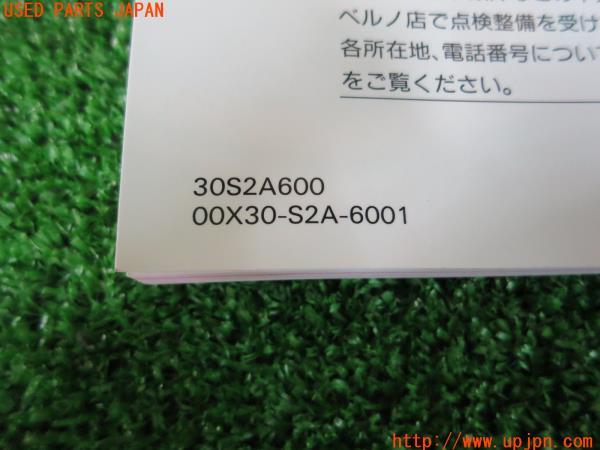 USED PARTS JAPAN
ベルノ店で点検整備を受け
各所在地、電話番号につい
をご覧ください。
30S2A600
00X30-S2A-6001
http://www.upjpn.com/